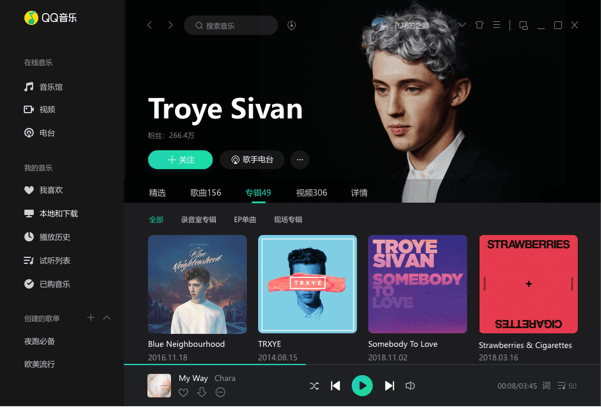 QQ音乐
搜索音乐
在线音乐
音乐馆
视频
电台
我的音乐
我喜欢
本地和下载
播放历史
试听列表
已购音乐
创建的歌单
夜跑必备
欧美流行
Troye Sivan
粉丝：266.4万
关注
歌手电台
精选 歌曲156 专辑49 视频306 详情
全部 录音室专辑 EP单曲 现场专辑
Blue Neighbourhood
TRXYE
TROYE SIVAN
SOMEBODY TO LOVE
STRAWBERRIES
CIGARETTES
Blue Neighbourhood TRXYE Somebody To Love Strawberries & Cigarettes
2016.11.18 2014.08.15 2018.11.02 2018.03.16
My Way Chara
00:08/03:45 词 50